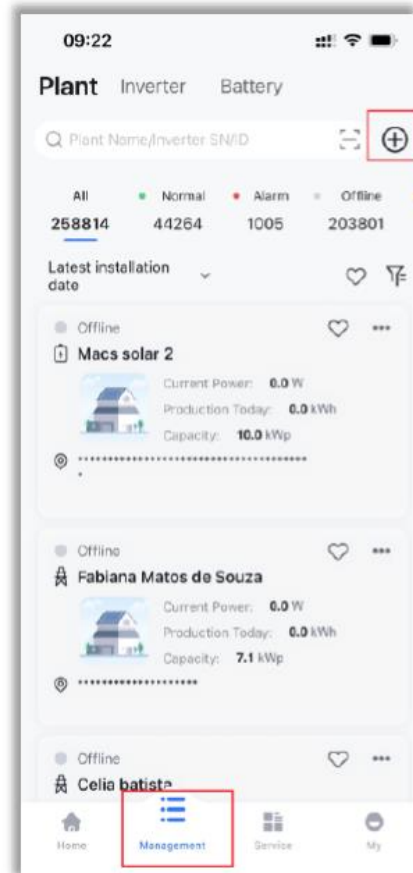 09:22
Plant Inverter Battery
Plant Name/Inverter SN/ID
All Normal Alarm Offline
258814 44264 1005 203801
Latest installation
date
Offline
Macs solar 2
Current Power: 0.0 W
Production Today: 0.0 kWh
Capacity: 10.0 kWp
******************************************
*
Offline
Fabiana Matos de Souza
Current Power: 0.0 W
Production Today: 0.0 kWh
Capacity: 7.1 kWp
********************
Offline
Celia batista
Home Management Service My